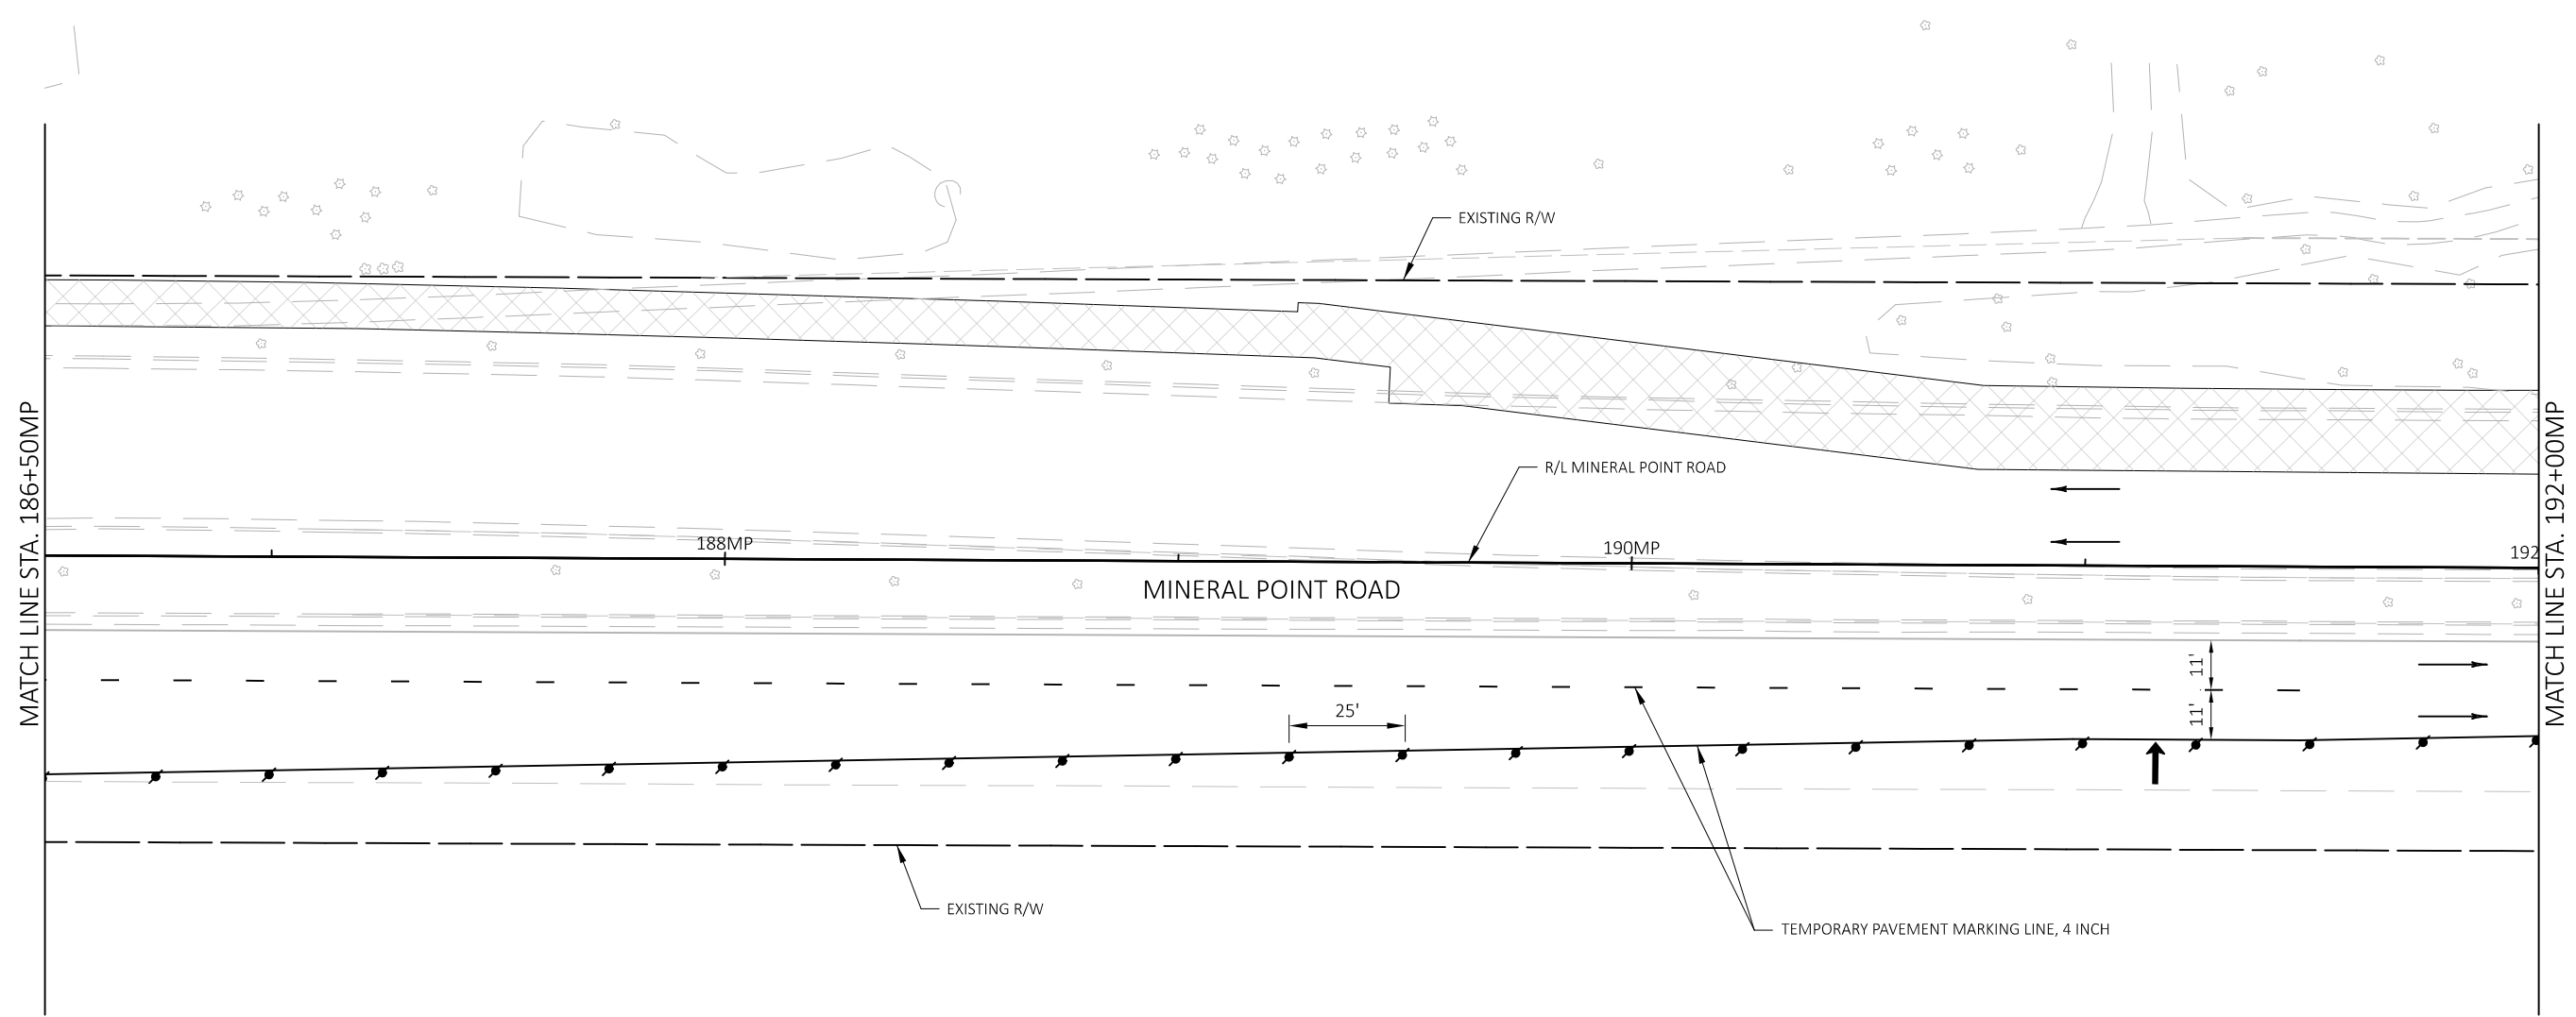 EXISTING R/W
MATCH LINE STA. 186+50MP
MATCH LINE STA. 192+00MP
R/L MINERAL POINT ROAD
188MP
190MP
192
MINERAL POINT ROAD
11'
11'
25'
EXISTING R/W
TEMPORARY PAVEMENT MARKING LINE, 4 INCH